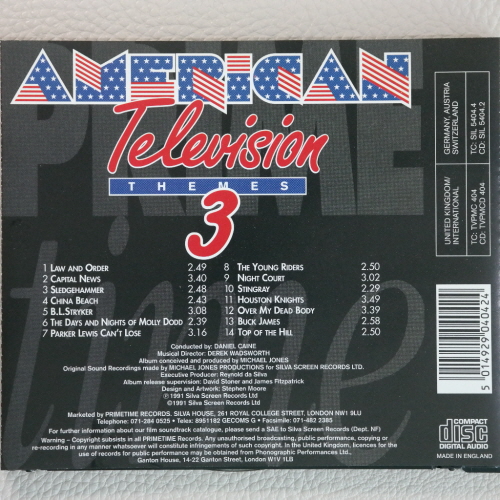 AMERICAN
Television
THEMES
3
1 LAW AND ORDER 2.49
2 CAPITAL NEWS 3.40
3 SLEDGEHAMMER 2.48
4 CHINA BEACH 2.43
5 B.L.STRYKER 3.08
6 THE DAYS AND NIGHTS OF MOLLY DODD 2.39
7 PARKER LEWIS CAN'T LOSE 3.16
8 THE YOUNG RIDERS 2.50
9 NIGHT COURT 3.02
10 STINGRAY 2.29
11 HOUSTON KNIGHTS 3.49
12 OVER MY DEAD BODY 3.39
13 BUCK JAMES 2.58
14 TOP OF THE HILL 2.50
Conducted by: DANIEL CAINE
Musical Director: DEREK WADSWORTH
Album conceived and produced by MICHAEL JONES
Original Sound Recordings made by MICHAEL JONES PRODUCTIONS for SILVA SCREEN RECORDS LTD.
Executive Producer: Reynold da Silva
Album release supervision: David Stoner and James Fitzpatrick
Design and Artwork: Stephen Moore
℗1991 Silva Screen Records Ltd
©1991 Silva Screen Records Ltd
Marketed by PRIMETIME RECORDS, SILVA HOUSE, 261 ROYAL COLLEGE STREET, LONDON NW1 9LU
Telephone: 071-284 0525 • Telex: 8951182 GECOMS G • Facsimile: 071-482 2385
For further information about our film soundtrack catalogue, please send a SAE to Silva Screen Records (Dept. NF)
Warning – Copyright subsists in all PRIMETIME Records. Any unauthorised broadcasting, public performance, copying or
re-recording in any manner whatsoever will constitute infringements of such copyright. In the United Kingdom, licences for the
use of records for public performance may be obtained from Phonographic Performances Ltd.,
Ganton House, 14-22 Ganton Street, London W1V 1LB
GERMANY, AUSTRIA
SWITZERLAND
TC: SIL 5404.4
CD: SIL 5404.2
UNITED KINGDOM/
INTERNATIONAL
TC: TVPMC 404
CD: TVPMCD 404
5 014929 040424
COMPACT
disc
DIGITAL AUDIO
MADE IN ENGLAND
PRIME
time